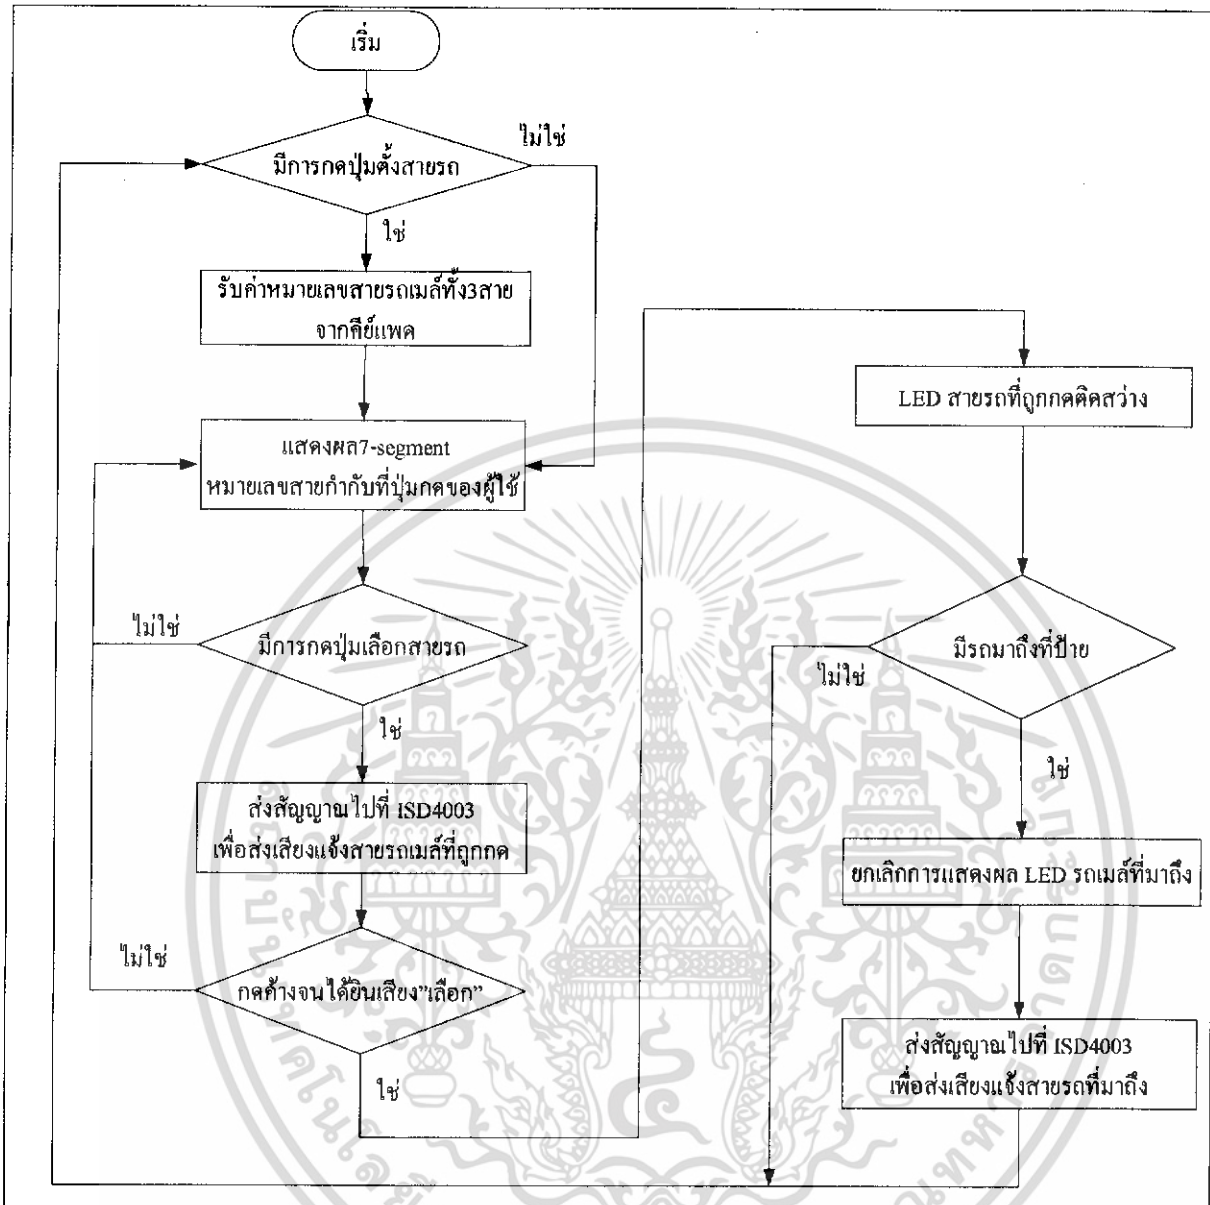 เริ่ม
มีการกดปุ่มตั้งสายรถ
ไม่ใช่
ใช่
รับค่าหมายเลขสายรถเมล์ทั้ง3สาย
จากคีย์แพด
แสดงผล7-segment
หมายเลขสายกำกับที่ปุ่มกดของผู้ใช้
มีการกดปุ่มเลือกสายรถ
ไม่ใช่
ใช่
ส่งสัญญาณไปที่ ISD4003
เพื่อส่งเสียงแจ้งสายรถเมล์ที่ถูกกด
กดค้างจนได้ยินเสียง"เลือก"
ไม่ใช่
ใช่
LED สายรถที่ถูกกดติดสว่าง
มีรถมาถึงที่ป้าย
ไม่ใช่
ใช่
ยกเลิกการแสดงผล LED รถเมล์ที่มาถึง
ส่งสัญญาณไปที่ ISD4003
เพื่อส่งเสียงแจ้งสายรถที่มาถึง